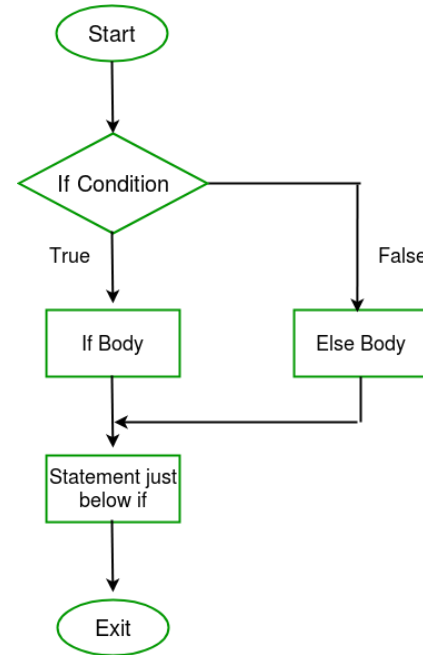 Start
If Condition
True
False
If Body
Else Body
Statement just
below if
Exit